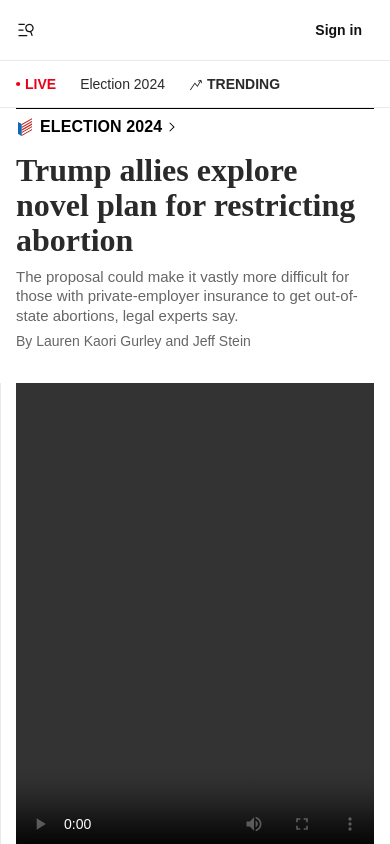 Sign in
LIVE
Election 2024
TRENDING
ELECTION 2024
Trump allies explore
novel plan for restricting
abortion
The proposal could make it vastly more difficult for
those with private-employer insurance to get out-of-
state abortions, legal experts say.
By Lauren Kaori Gurley and Jeff Stein
0:00